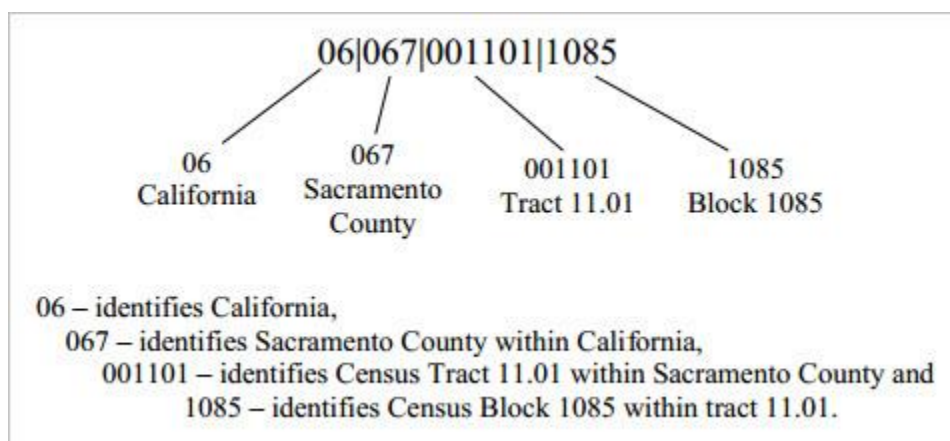 06|067|001101|1085
06
California
067
Sacramento
County
001101
Tract 11.01
1085
Block 1085
06 – identifies California,
067 – identifies Sacramento County within California,
001101 – identifies Census Tract 11.01 within Sacramento County and
1085 – identifies Census Block 1085 within tract 11.01.